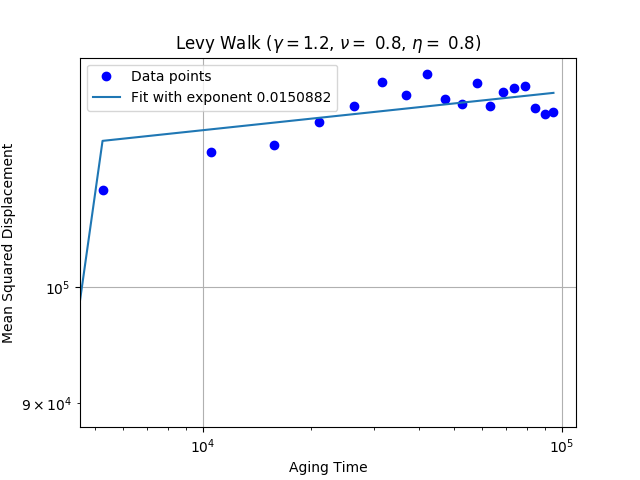 Levy Walk (γ = 1.2, ν = 0.8, η = 0.8)
Data points
Fit with exponent 0.0150882
Mean Squared Displacement
10⁵
9 × 10⁴
10⁴
10⁵
Aging Time